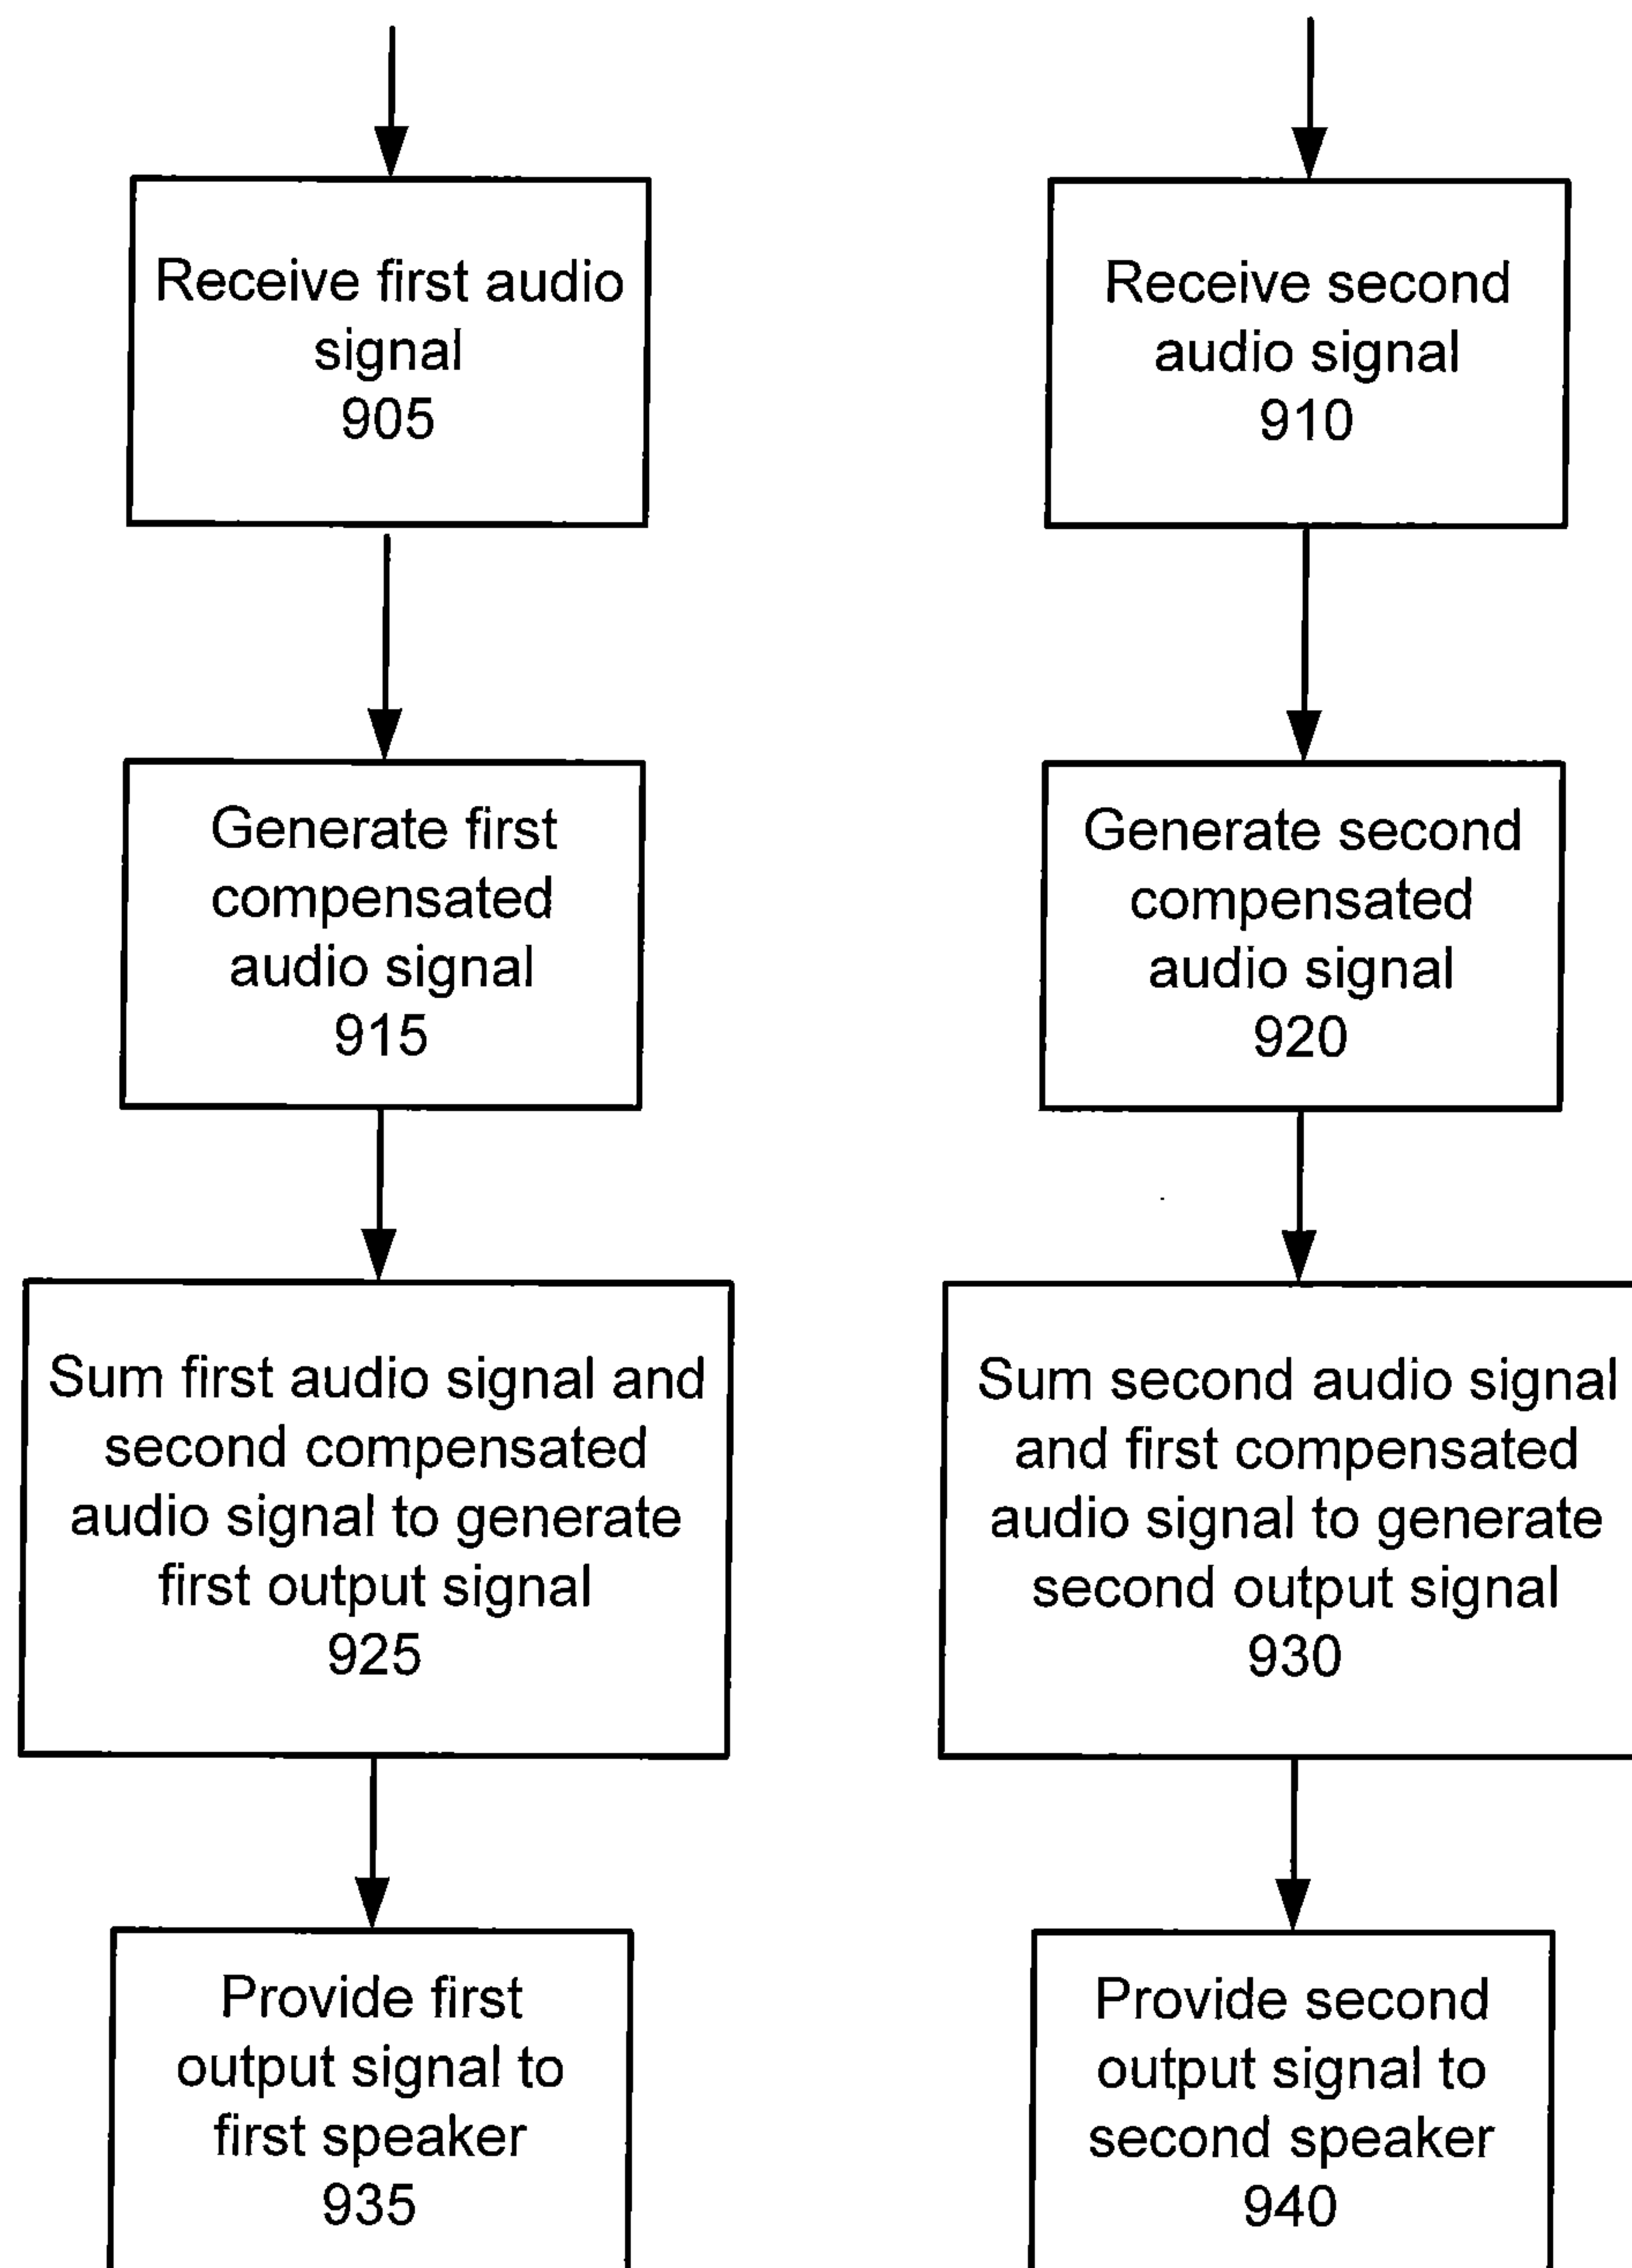 Receive first audio
signal
905
Receive second
audio signal
910
Generate first
compensated
audio signal
915
Generate second
compensated
audio signal
920
Sum first audio signal and
second compensated
audio signal to generate
first output signal
925
Sum second audio signal
and first compensated
audio signal to generate
second output signal
930
Provide first
output signal to
first speaker
935
Provide second
output signal to
second speaker
940